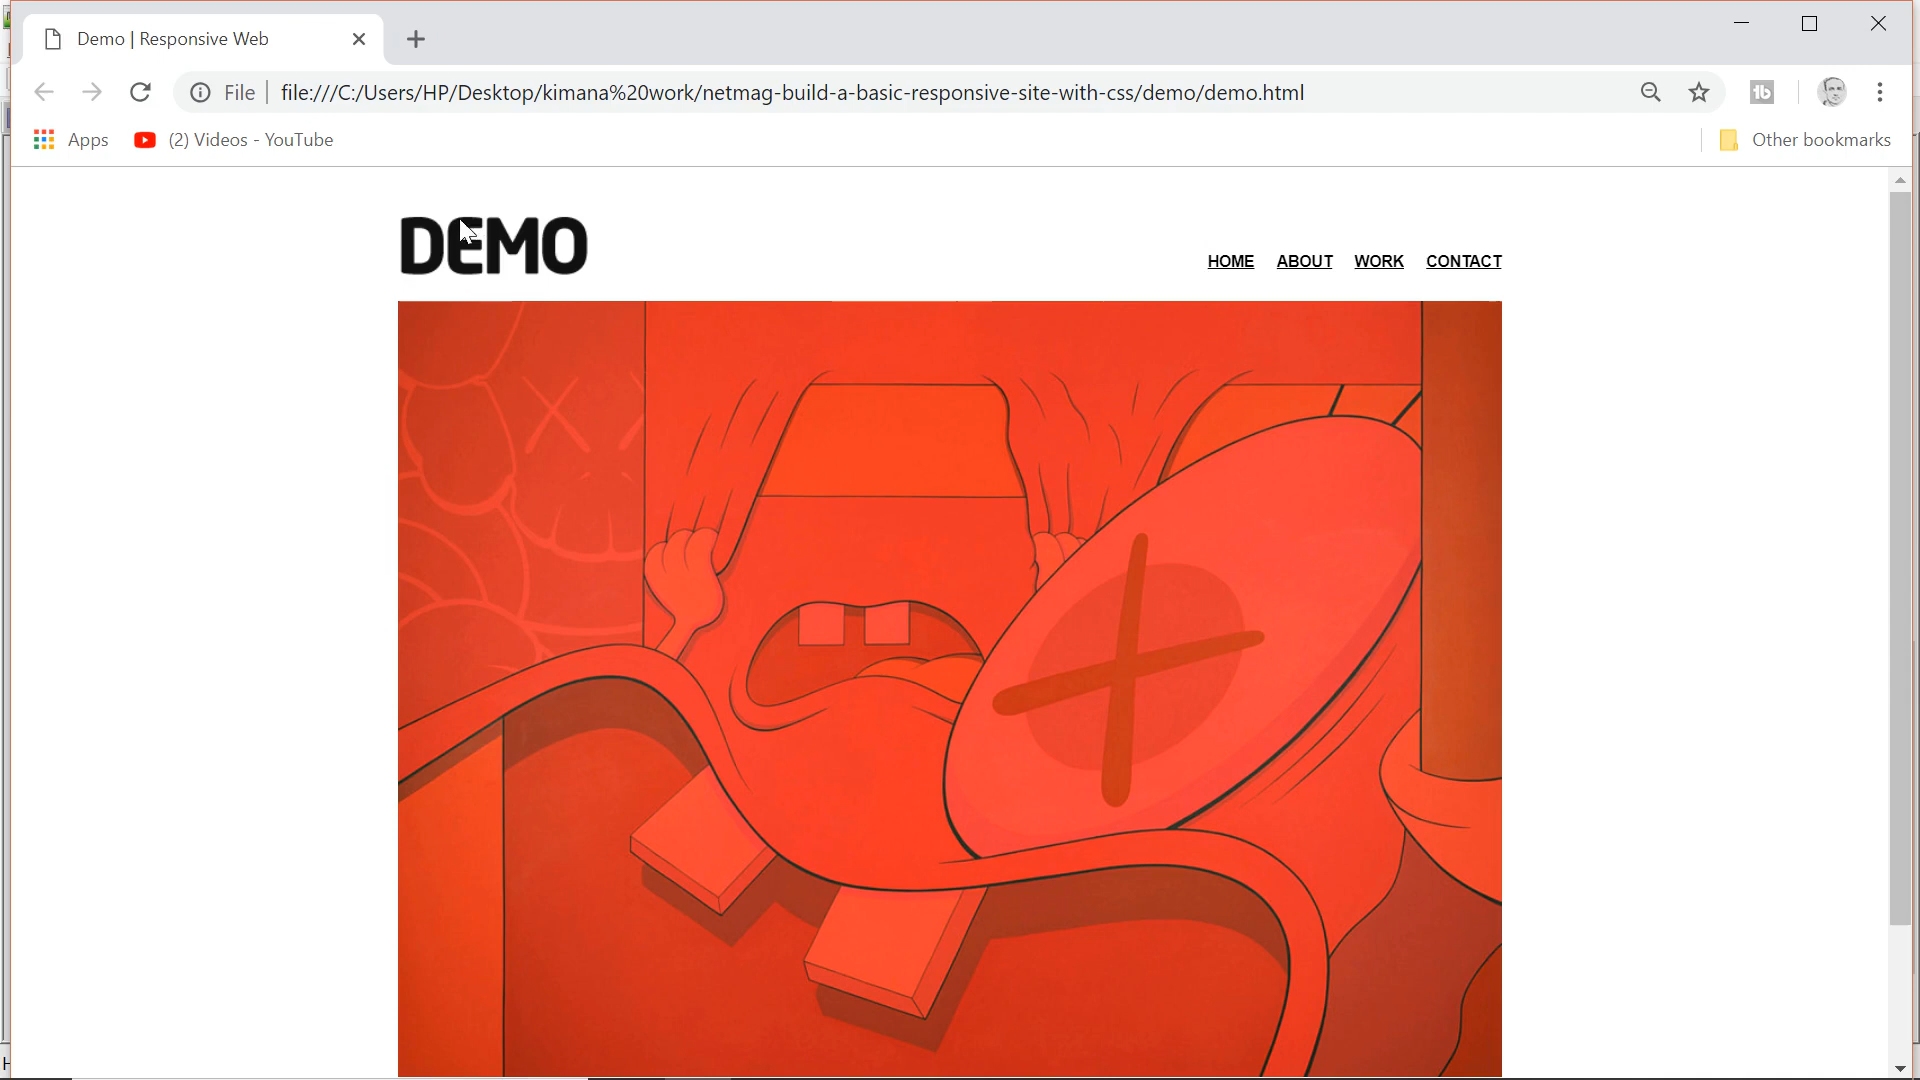 Demo | Responsive Web
File
file:///C:/Users/HP/Desktop/kimana%20work/netmag-build-a-basic-responsive-site-with-css/demo/demo.html
Apps
(2) Videos - YouTube
Other bookmarks
DEMO
HOME ABOUT WORK CONTACT